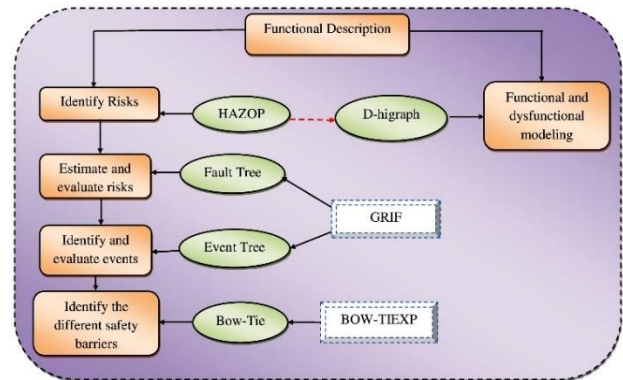 Functional Description
Identify Risks
HAZOP
D-higraph
Functional and
dysfunctional
modeling
Estimate and
evaluate risks
Fault Tree
GRIF
Identify and
evaluate events
Event Tree
Identify the
different safety
barriers
Bow-Tie
BOW-TIEXP